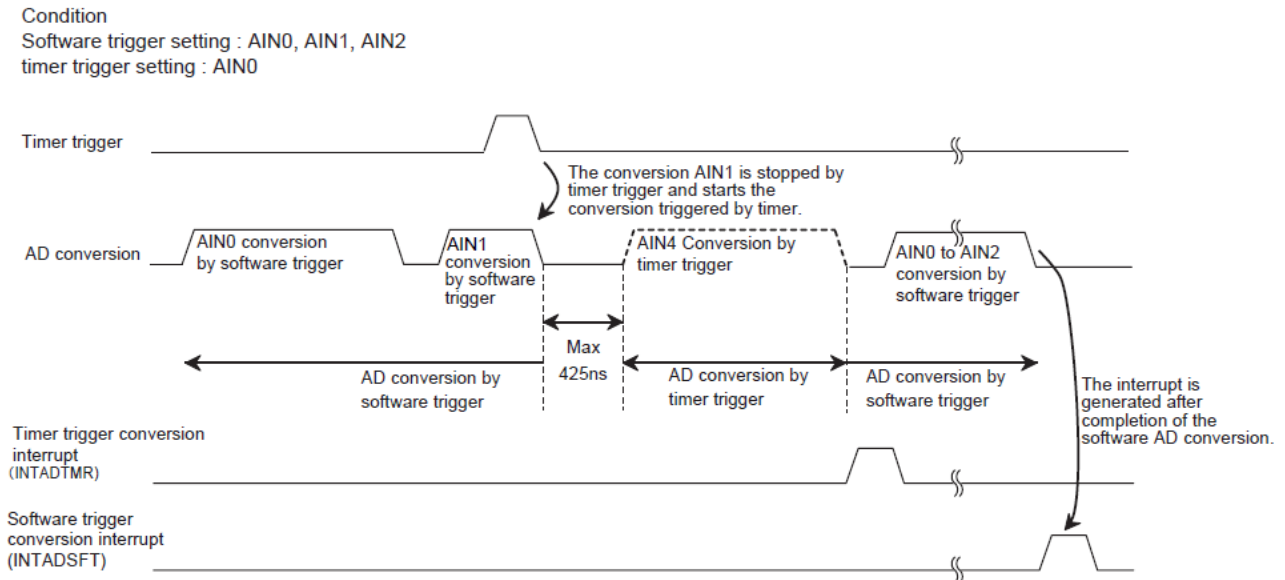 Condition
Software trigger setting : AIN0, AIN1, AIN2
timer trigger setting : AIN0
Timer trigger
The conversion AIN1 is stopped by
timer trigger and starts the
conversion triggered by timer.
AD conversion
AIN0 conversion
by software trigger
AIN1
conversion
by software
trigger
AIN4 Conversion by
timer trigger
AIN0 to AIN2
conversion by
software trigger
Max
425ns
AD conversion by
software trigger
AD conversion by
timer trigger
AD conversion by
software trigger
The interrupt is
generated after
completion of the
software AD conversion.
Timer trigger conversion
interrupt
(INTADTMR)
Software trigger
conversion interrupt
(INTADSFT)